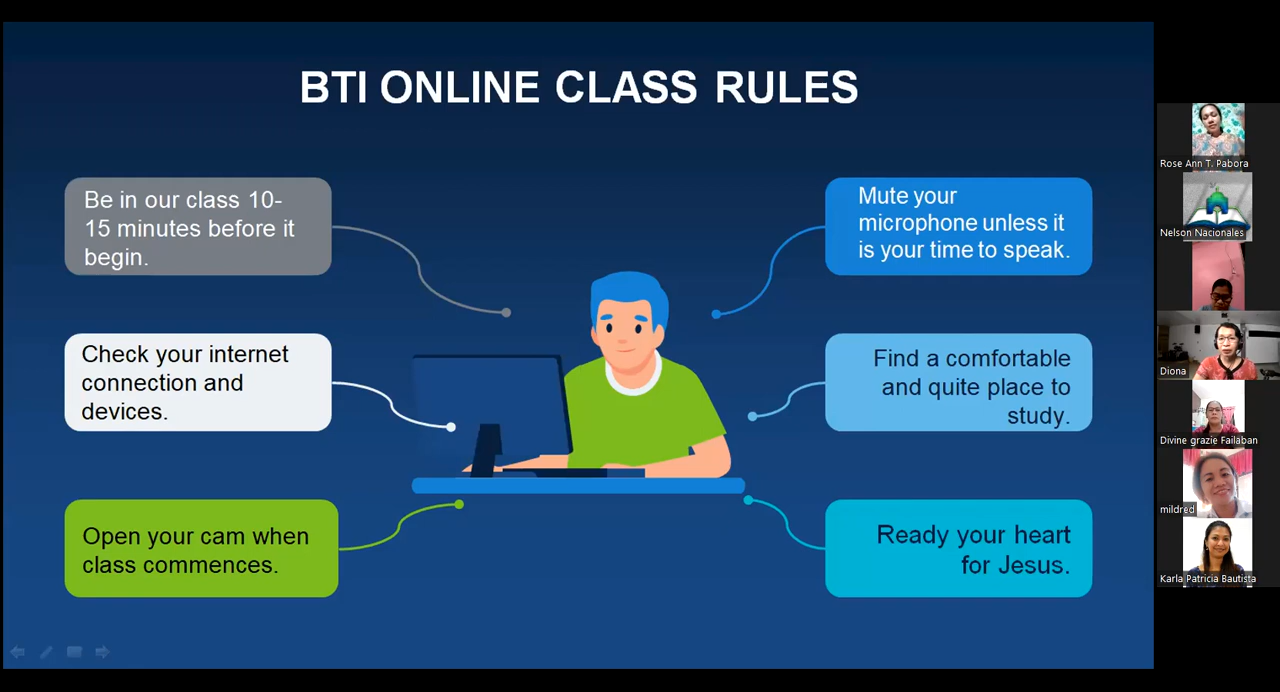 BTI ONLINE CLASS RULES
Be in our class 10-
15 minutes before it
begin.
Check your internet
connection and
devices.
Open your cam when
class commences.
Mute your
microphone unless it
is your time to speak.
Find a comfortable
and quite place to
study.
Ready your heart
for Jesus.
Rose Ann T. Pabora
Nelson Nacionales
Diona
Divine grazie Failaban
mildred
Karla Patricia Bautista